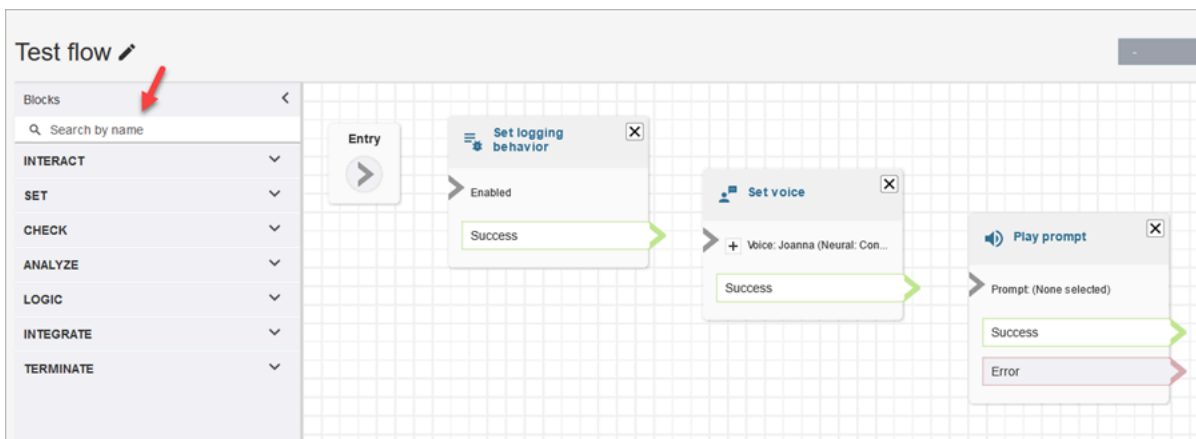 Test flow
-
Blocks
Search by name
INTERACT
SET
CHECK
ANALYZE
LOGIC
INTEGRATE
TERMINATE
Entry
Set logging
behavior
Enabled
Success
Set voice
Voice: Joanna (Neural: Con...
Success
Play prompt
Prompt: (None selected)
Success
Error